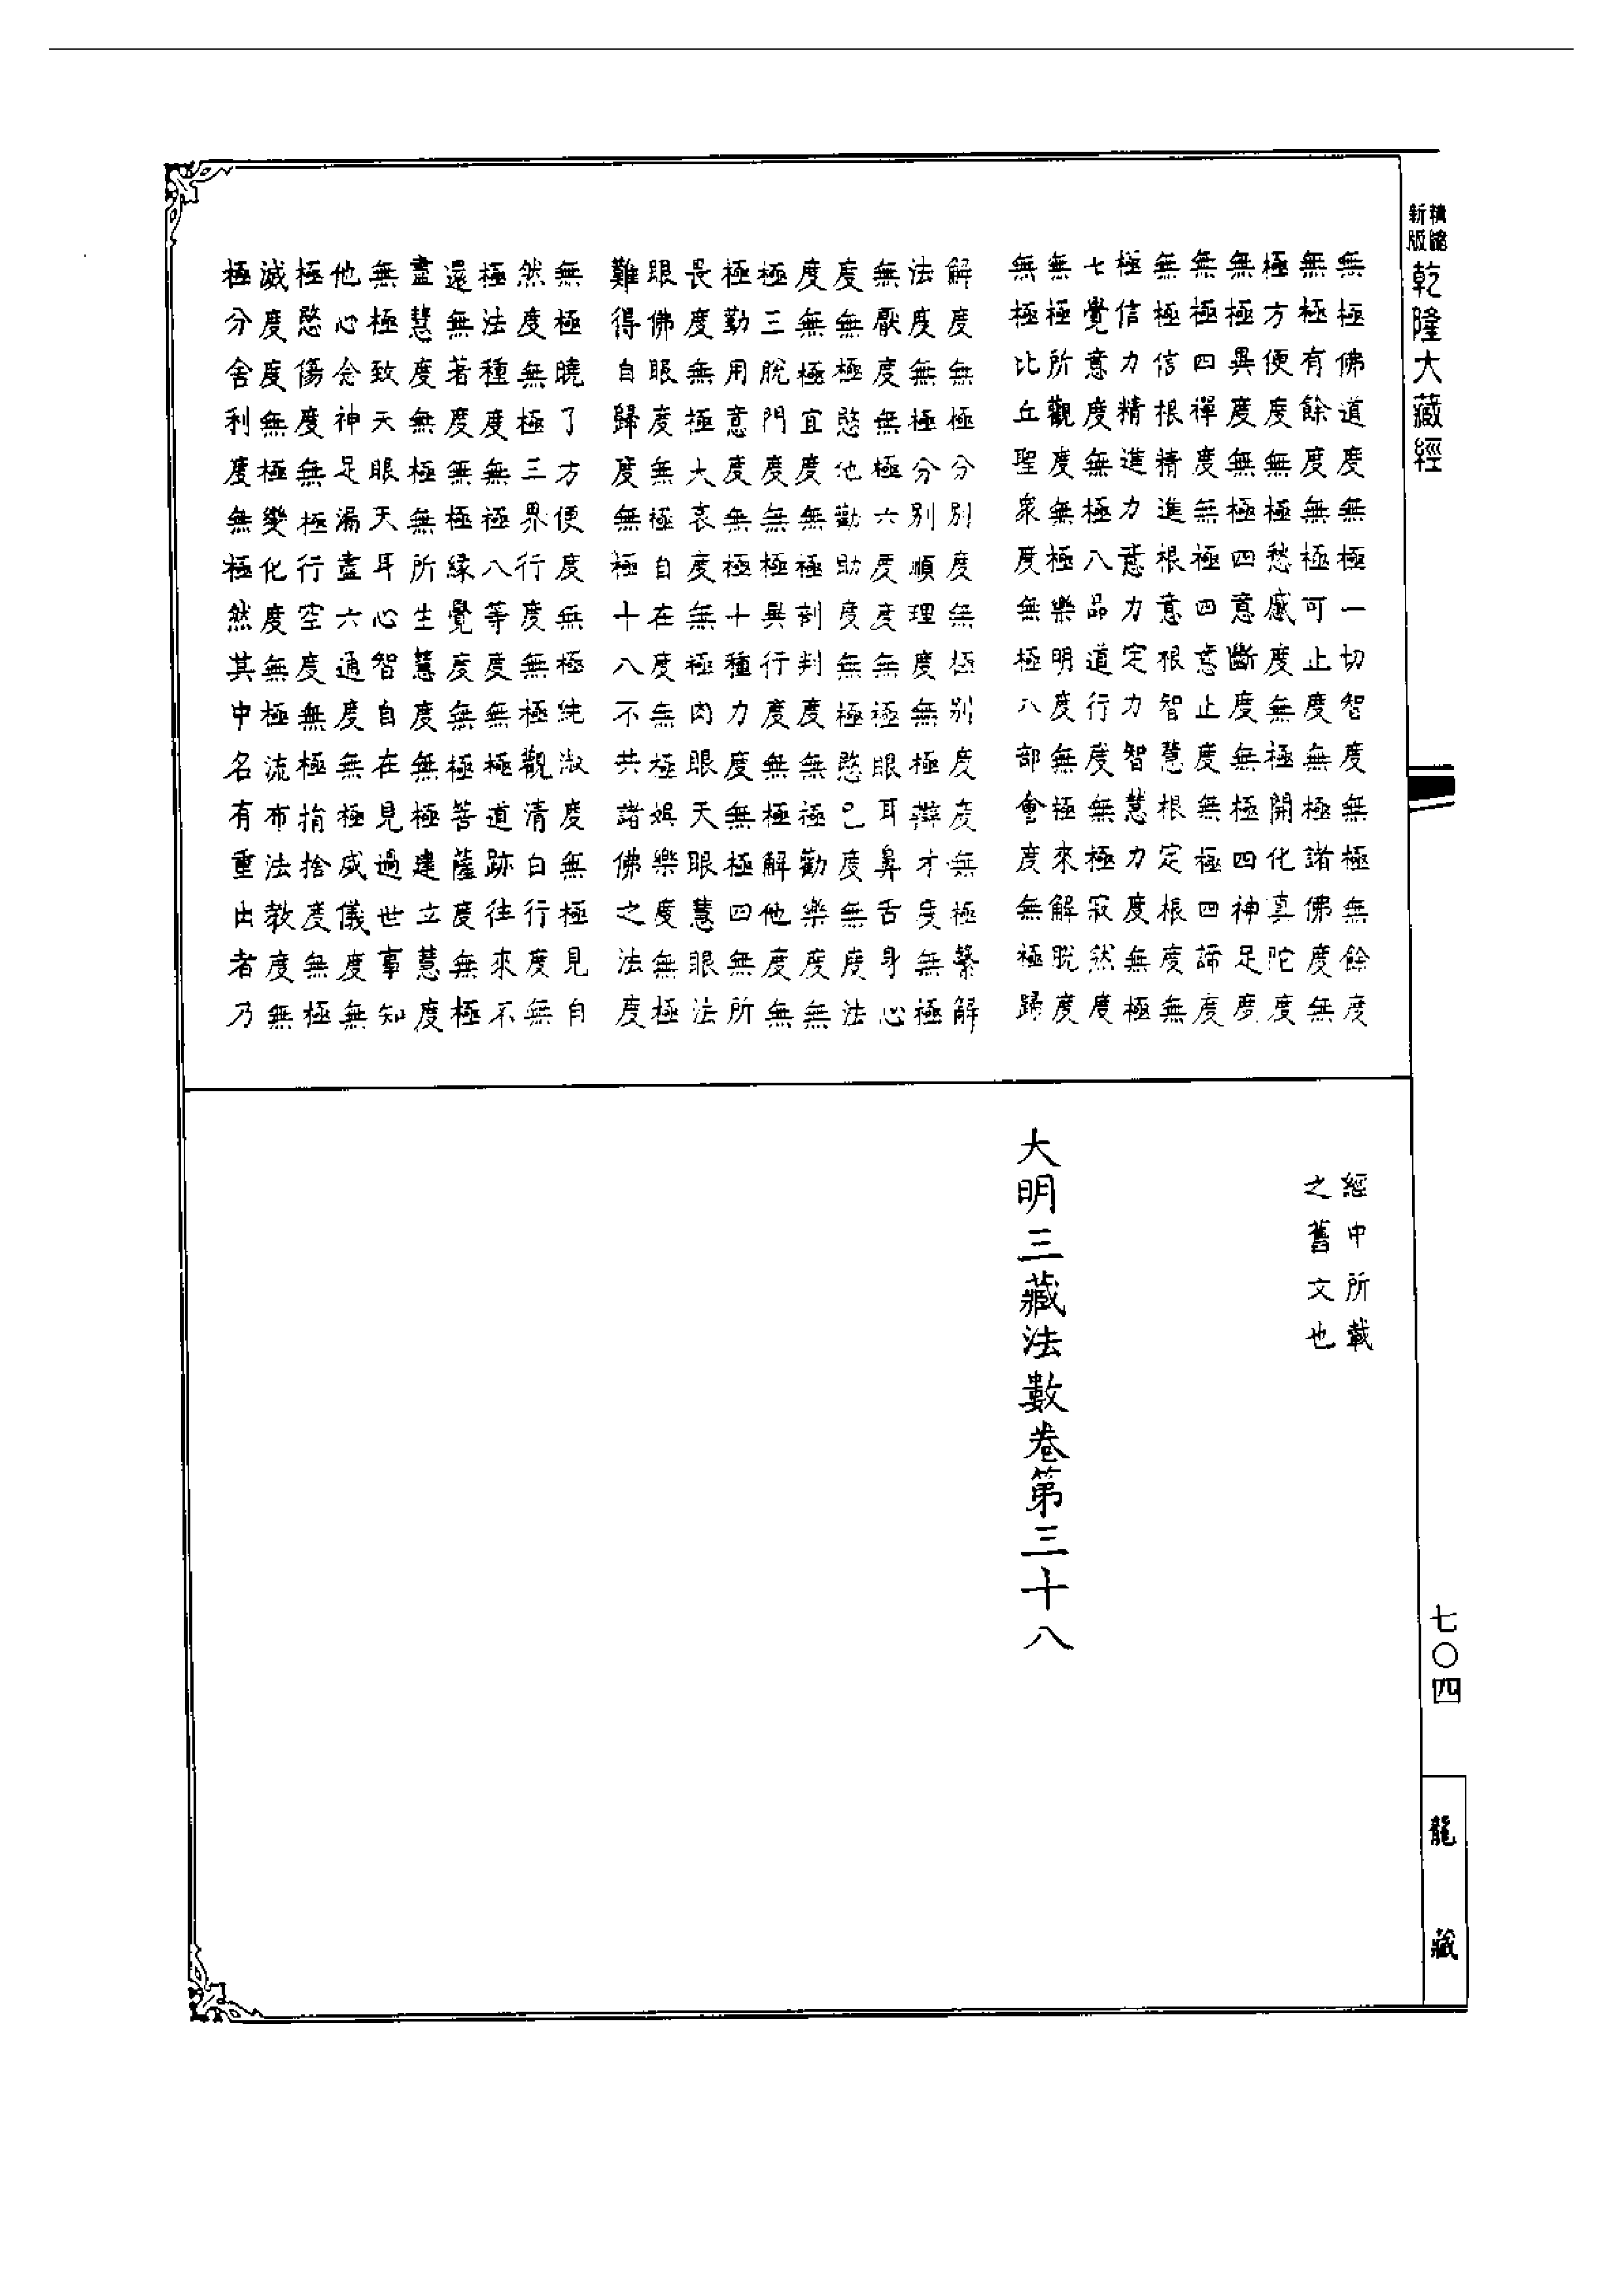 精縮
新版
乾隆大藏經
無極佛道度無極一切智度無極無餘度
無極有餘度無極可止度無極諸佛度無
極方便度無極愁慼度無極開化真陀度
無極異度無極四意斷度無極四神足度
無極四禪度無極四意止度無極四諦度
無極信根精進根意根智慧根定根度無
極信力精進力意力定力智慧力度無極
七覺意度無極八品道行度無極寂然度
無極所觀度無極樂明度無極來解脫度
無極比丘聖衆度無極八部會度無極歸
解度無極分別度無極別度度無極繫解
法度無極分別順理度無極辯才度無極
無厭度無極六度度無極眼耳鼻舌身心
度無極愍他勸助度無極愍己度無度法
度無極宜度無極剖判度無極勸樂度無
極三脫門度無極異行度無極解他度無
極勤用意度無極十種力度無極四無所
畏度無極大哀度無極肉眼天眼慧眼法
眼佛眼度無極自在度無極娛樂度無極
難得自歸度無極十八不共諸佛之法度
無極曉了方便度無極純淑度無極見自
然度無極三界行度無極觀清白行度無
極法種度無極八等度無極道跡往來不
還無著度無極緣覺度無極菩薩度無極
盡慧度無極無所生慧度無極建立慧度
無極致天眼天耳心智自在見過世事知
他心念神足漏盡六通度無極威儀度無
極愍傷度無極行空度無極捐捨度無極
滅度度無極變化度無極流布法教度無
極分舍利度無極然其中名有重出者乃
經中所載
之舊文也
大明三藏法數卷第三十八
七〇四
龍藏